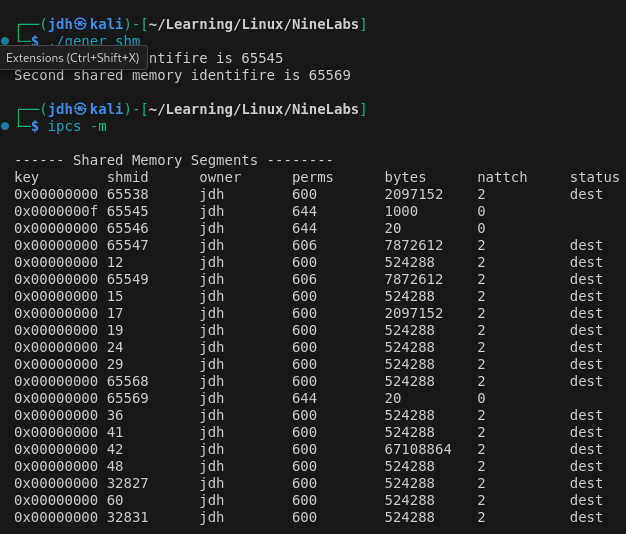 ┌──(jdh㉿kali)-[~/Learning/Linux/NineLabs]
└─$ ./gener_shm
Extensions (Ctrl+Shift+X)
ntifire is 65545
Second shared memory identifire is 65569
┌──(jdh㉿kali)-[~/Learning/Linux/NineLabs]
└─$ ipcs -m
------ Shared Memory Segments --------
key        shmid      owner      perms      bytes      nattch     status
0x00000000 65538      jdh        600        2097152    2          dest
0x0000000f 65545      jdh        644        1000       0
0x00000000 65546      jdh        644        20         0
0x00000000 65547      jdh        606        7872612    2          dest
0x00000000 12         jdh        600        524288     2          dest
0x00000000 65549      jdh        606        7872612    2          dest
0x00000000 15         jdh        600        524288     2          dest
0x00000000 17         jdh        600        2097152    2          dest
0x00000000 19         jdh        600        524288     2          dest
0x00000000 24         jdh        600        524288     2          dest
0x00000000 29         jdh        600        524288     2          dest
0x00000000 65568      jdh        600        524288     2          dest
0x00000000 65569      jdh        644        20         0
0x00000000 36         jdh        600        524288     2          dest
0x00000000 41         jdh        600        524288     2          dest
0x00000000 42         jdh        600        67108864   2          dest
0x00000000 48         jdh        600        524288     2          dest
0x00000000 32827      jdh        600        524288     2          dest
0x00000000 60         jdh        600        524288     2          dest
0x00000000 32831      jdh        600        524288     2          dest